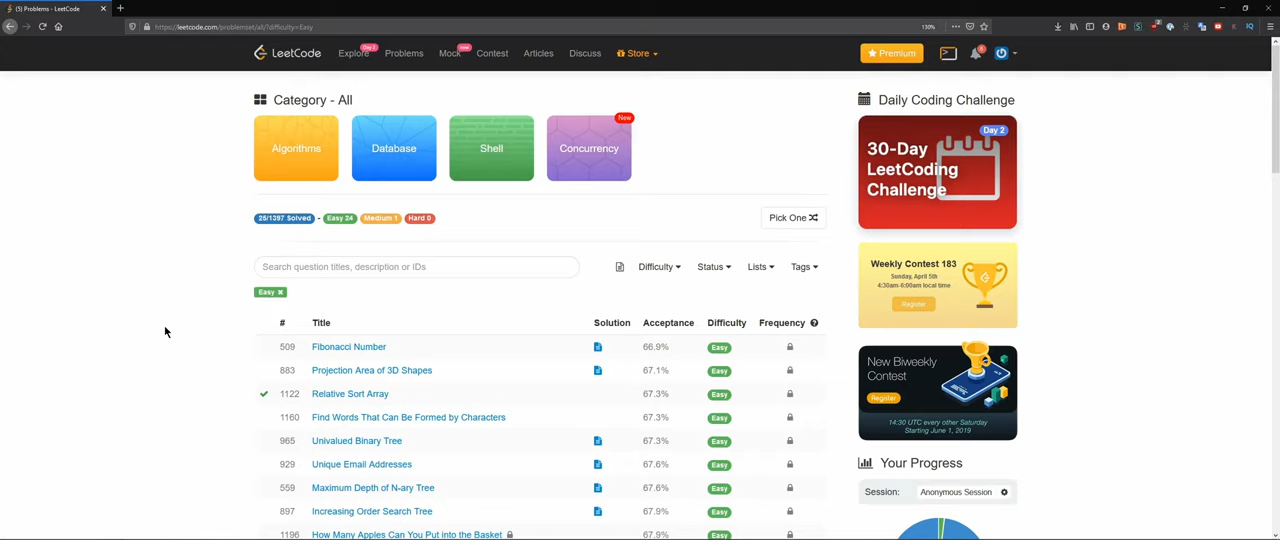 (5) Problems - LeetCode
https://leetcode.com/problemset/all/?difficulty=Easy
130%
LeetCode
Explore
Day 2
Problems
Mock
Contest
Articles
Discuss
Store
Premium
Category - All
Algorithms
Database
Shell
New
Concurrency
25/1397 Solved - Easy 24 Medium 1 Hard 0
Pick One
Search question titles, description or IDs
Difficulty
Status
Lists
Tags
Easy
# Title Solution Acceptance Difficulty Frequency
509 Fibonacci Number 66.9% Easy
883 Projection Area of 3D Shapes 67.1% Easy
1122 Relative Sort Array 67.3% Easy
1160 Find Words That Can Be Formed by Characters 67.3% Easy
965 Univalued Binary Tree 67.3% Easy
929 Unique Email Addresses 67.6% Easy
559 Maximum Depth of N-ary Tree 67.6% Easy
897 Increasing Order Search Tree 67.9% Easy
1196 How Many Apples Can You Put into the Basket 67.9% Easy
Daily Coding Challenge
Day 2
30-Day
LeetCoding
Challenge
Weekly Contest 183
Sunday, April 5th
4:30am-6:00am local time
Register
New Biweekly
Contest
Register
14:30 UTC every other Saturday
Starting June 1, 2019
Your Progress
Session: Anonymous Session